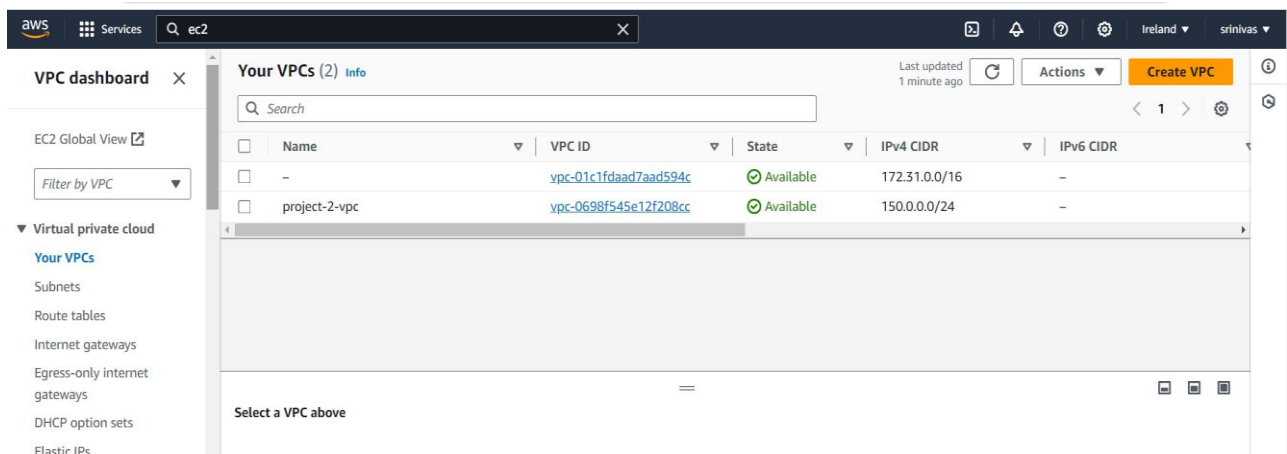 aws Services ec2 Ireland srinivas
VPC dashboard
EC2 Global View
Filter by VPC
Virtual private cloud
Your VPCs
Subnets
Route tables
Internet gateways
Egress-only internet
gateways
DHCP option sets
Elastic IPs
Your VPCs (2) Info
Last updated
1 minute ago
Actions
Create VPC
Search
1
Name VPC ID State IPv4 CIDR IPv6 CIDR
– vpc-01c1fdaad7aad594c Available 172.31.0.0/16 –
project-2-vpc vpc-0698f545e12f208cc Available 150.0.0.0/24 –
Select a VPC above